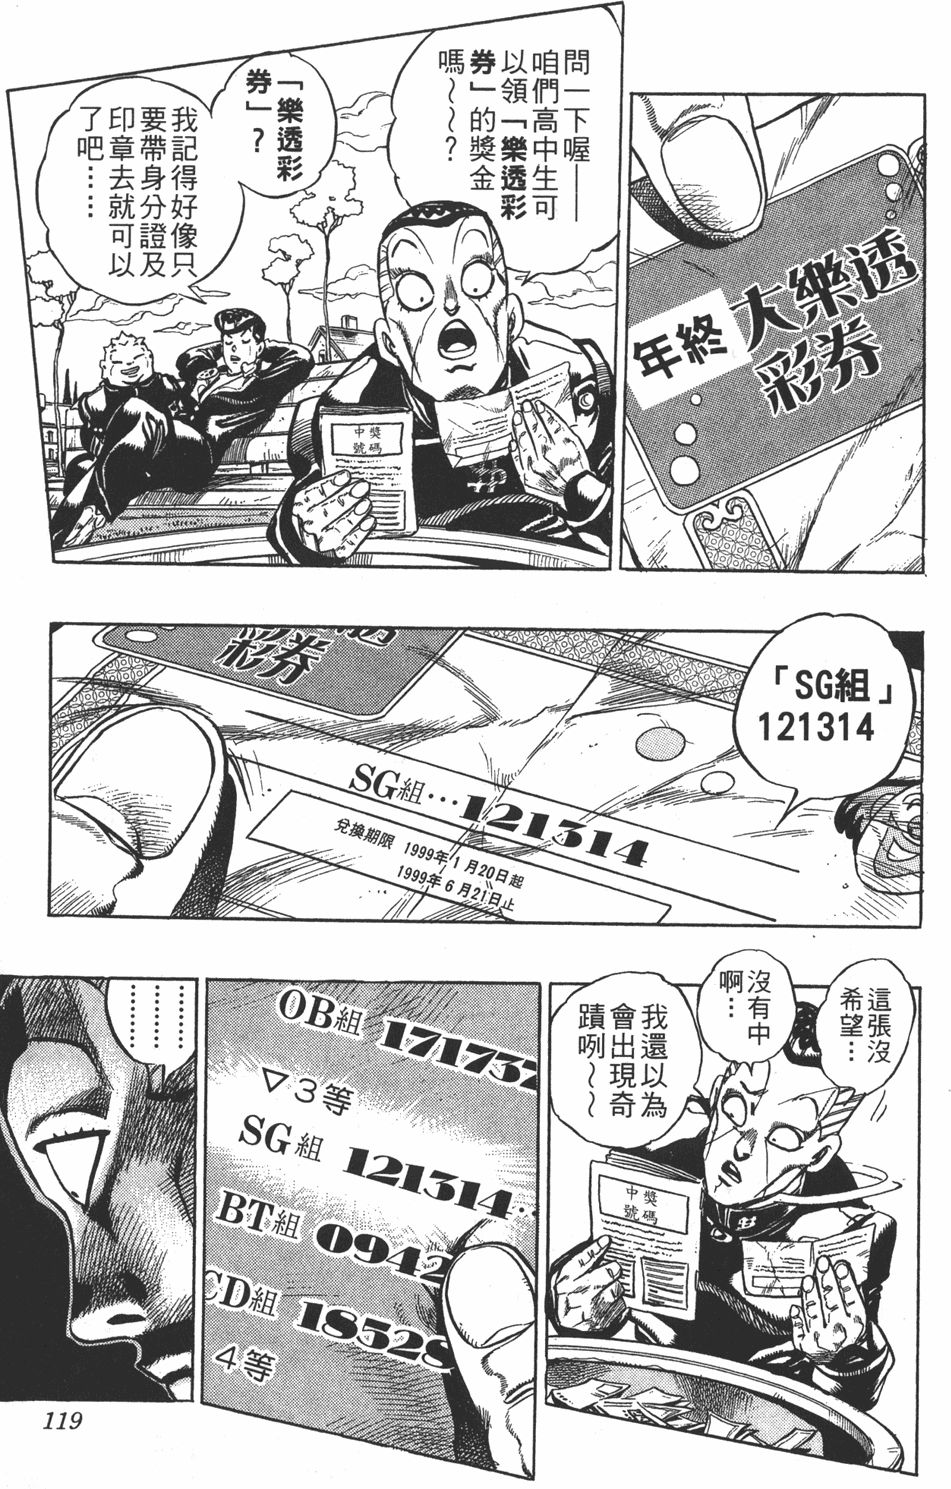 年終
大樂透
彩券
問一下喔——
咱們高中生可
以領「樂透彩
券」的獎金
嗎～～？
「樂透彩
券」？
我記得好像只
要帶身分證及
印章去就可以
了吧……
中獎
號碼
「SG組」
121314
彩券
SG組…121314
兌換期限 1999年1月20日起
1999年6月21日止
這張沒
希望…
沒有中
啊…
我還以為
會出現奇
蹟咧～
中獎
號碼
OB組 171737
▽3等
SG組 121314…
BT組 0942
CD組 18528
4等
………
………
119